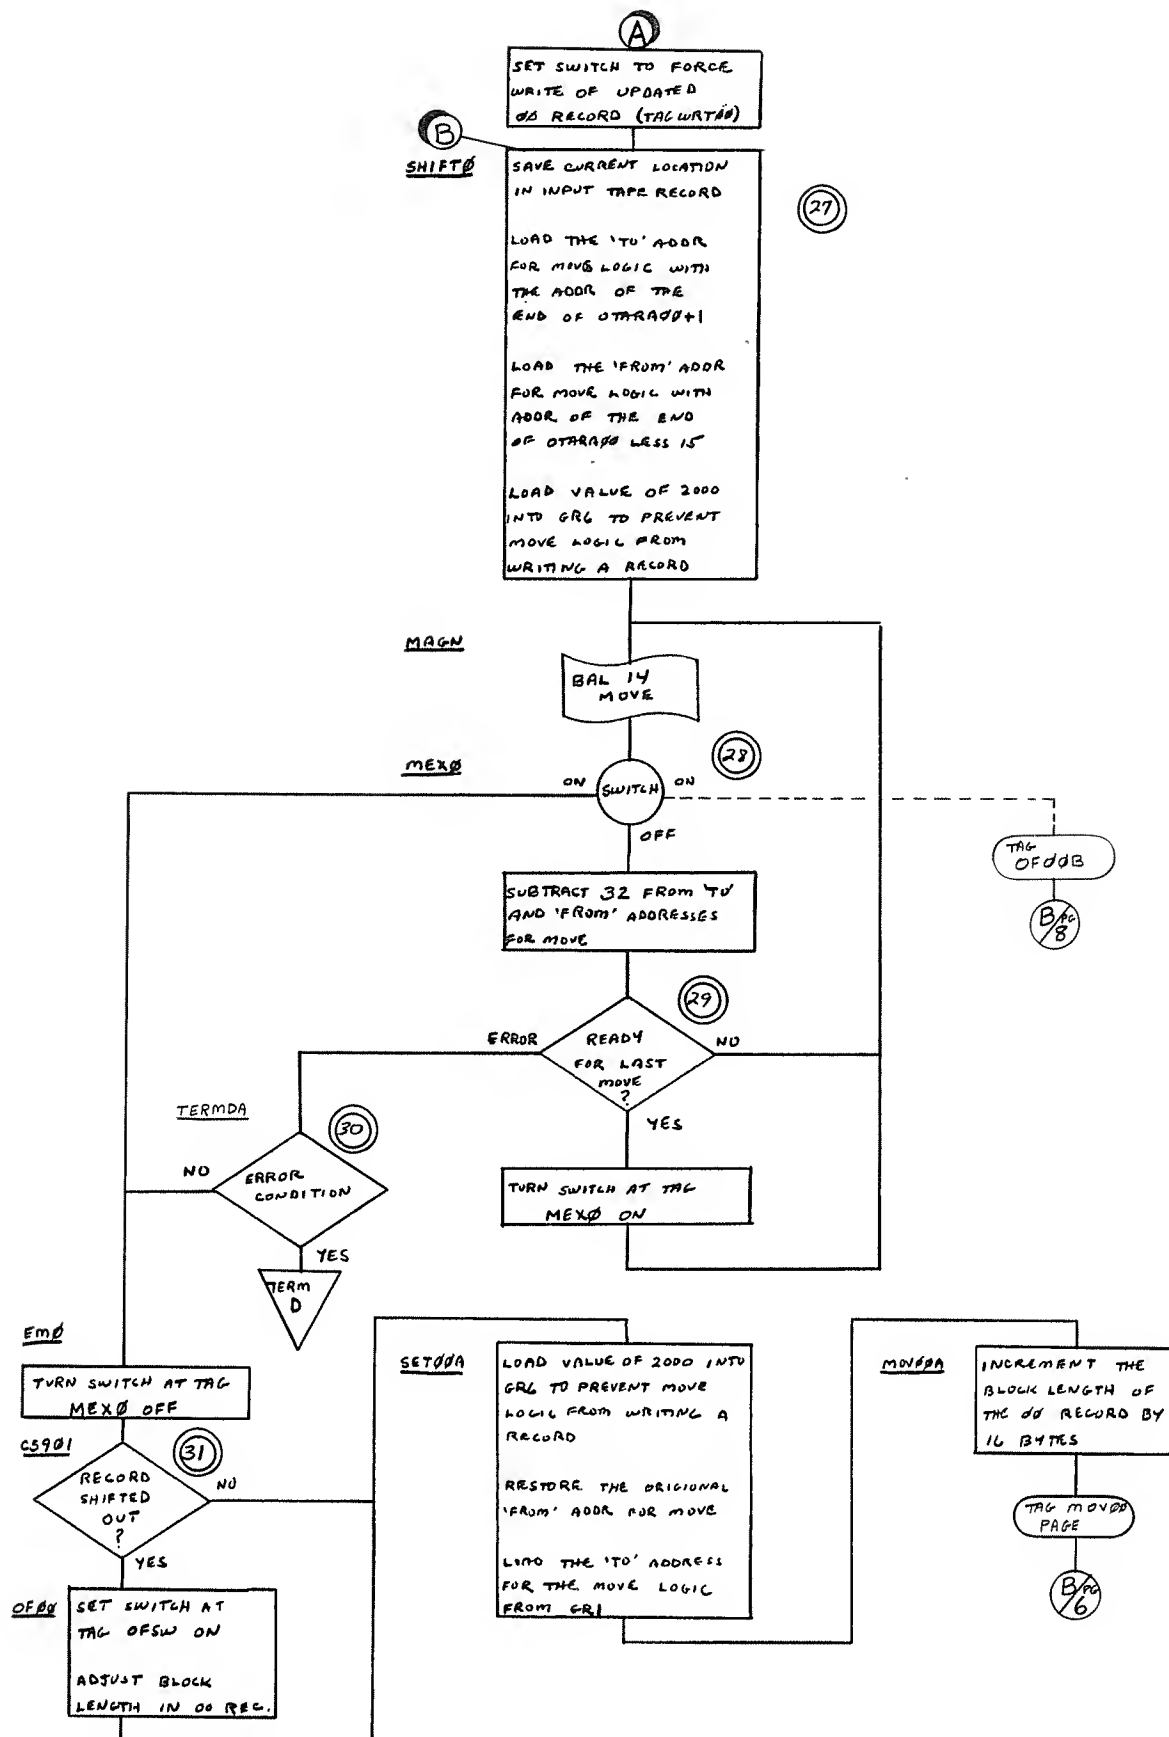 A
SET SWITCH TO FORCE
WRITE OF UPDATED
ØØ RECORD (TAG WRTØØ)
B
SHIFTØ
SAVE CURRENT LOCATION
IN INPUT TAPE RECORD
27
LOAD THE 'TO' ADDR
FOR MOVE LOGIC WITH
THE ADDR OF THE
END OF OTARAØØ+1
LOAD THE 'FROM' ADDR
FOR MOVE LOGIC WITH
ADDR OF THE END
OF OTARAØØ LESS 15
LOAD VALUE OF 2000
INTO GR6 TO PREVENT
MOVE LOGIC FROM
WRITING A RECORD
MAGN
BAL 14
MOVE
28
MEXØ
ON
SWITCH
ON
OFF
TAG
OFØØB
B/PG
8
SUBTRACT 32 FROM 'TO'
AND 'FROM' ADDRESSES
FOR MOVE
29
ERROR
READY
FOR LAST
MOVE
?
NO
YES
TERMDA
30
NO
ERROR
CONDITION
YES
TURN SWITCH AT TAG
MEXØ ON
TERM
D
EMØ
TURN SWITCH AT TAG
MEXØ OFF
CS901
31
RECORD
SHIFTED
OUT
?
NO
YES
OFØØ
SET SWITCH AT
TAG OFSW ON
ADJUST BLOCK
LENGTH IN 00 REC.
SETØØA
LOAD VALUE OF 2000 INTO
GR6 TO PREVENT MOVE
LOGIC FROM WRITING A
RECORD
RESTORE THE ORIGIONAL
'FROM' ADDR FOR MOVE
LOAD THE 'TO' ADDRESS
FOR THE MOVE LOGIC
FROM GR1
MOVØØA
INCREMENT THE
BLOCK LENGTH OF
THE ØØ RECORD BY
16 BYTES
TAG MOVØØ
PAGE
B/PG
6